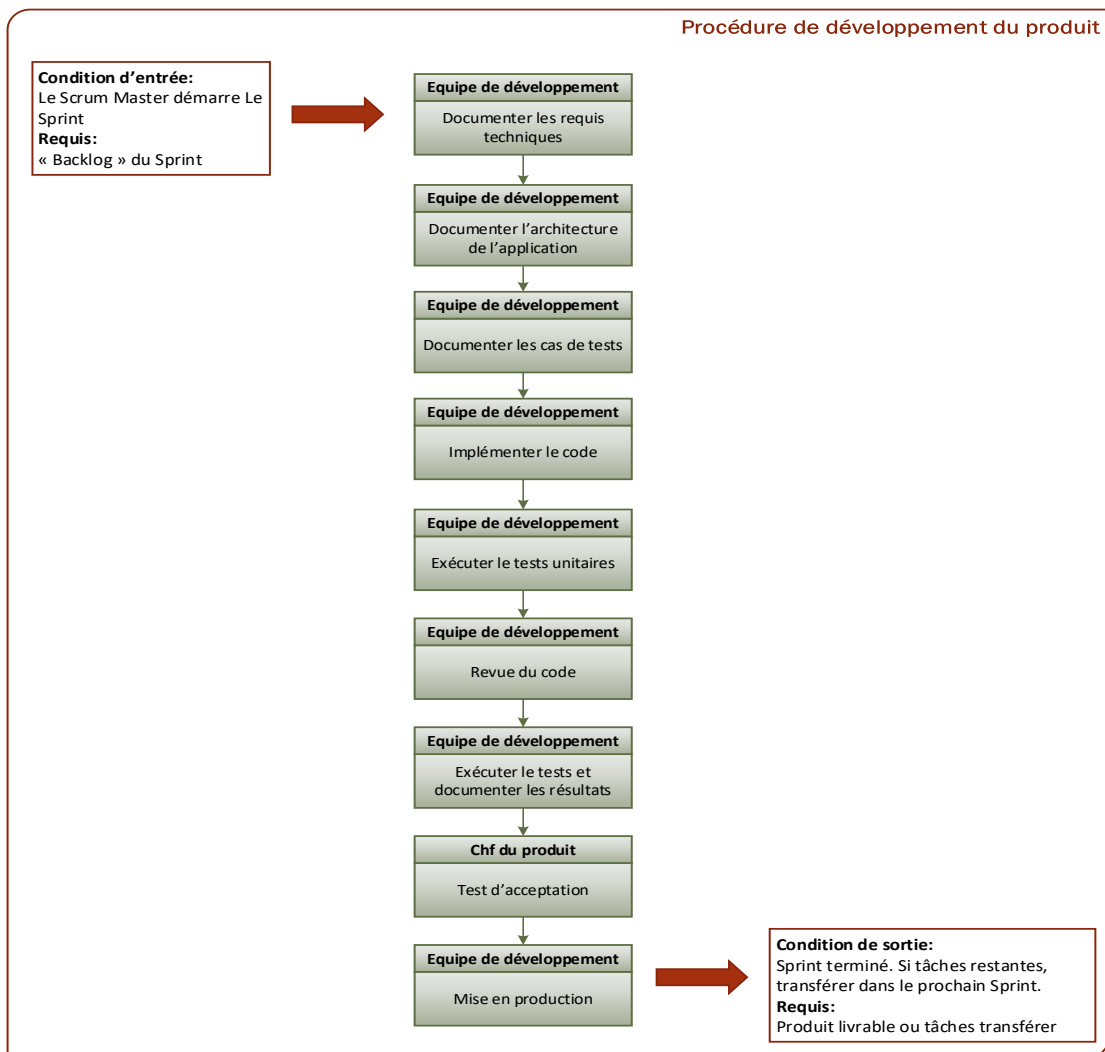 Procédure de développement du produit
Condition d’entrée:
Le Scrum Master démarre Le
Sprint
Requis:
« Backlog » du Sprint
Equipe de développement
Documenter les requis
techniques
Equipe de développement
Documenter l’architecture
de l’application
Equipe de développement
Documenter les cas de tests
Equipe de développement
Implémenter le code
Equipe de développement
Exécuter le tests unitaires
Equipe de développement
Revue du code
Equipe de développement
Exécuter le tests et
documenter les résultats
Chf du produit
Test d’acceptation
Equipe de développement
Mise en production
Condition de sortie:
Sprint terminé. Si tâches restantes,
transférer dans le prochain Sprint.
Requis:
Produit livrable ou tâches transférer